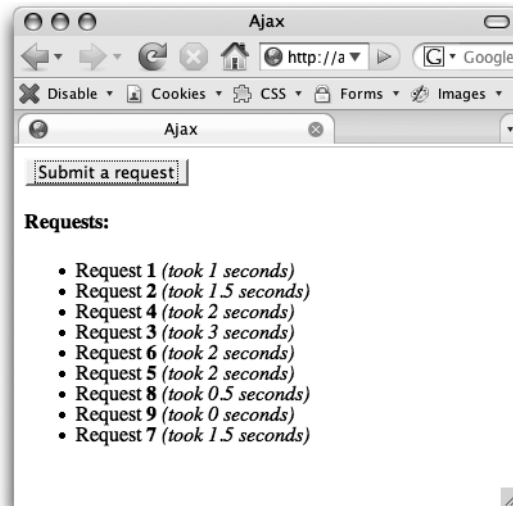 Ajax
http://a
G Google
Disable Cookies CSS Forms Images
Ajax
Submit a request
Requests:
• Request 1 (took 1 seconds)
• Request 2 (took 1.5 seconds)
• Request 4 (took 2 seconds)
• Request 3 (took 3 seconds)
• Request 6 (took 2 seconds)
• Request 5 (took 2 seconds)
• Request 8 (took 0.5 seconds)
• Request 9 (took 0 seconds)
• Request 7 (took 1.5 seconds)